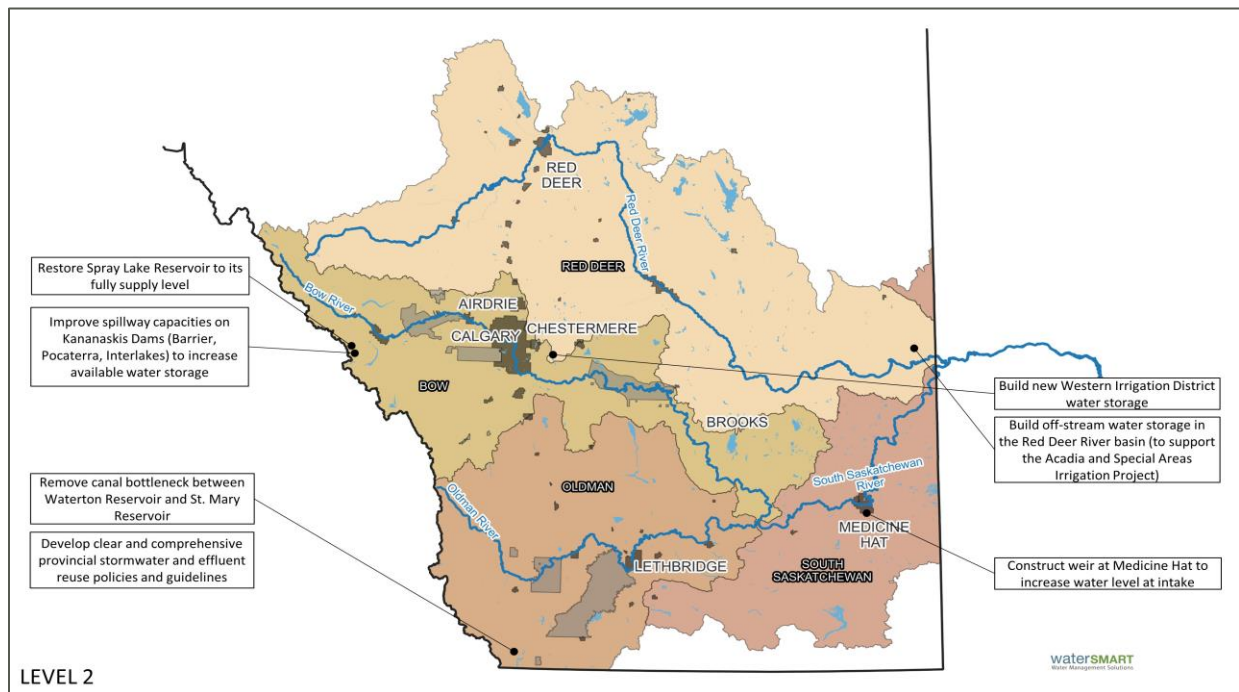 RED
DEER
Red Deer River
RED DEER
Restore Spray Lake Reservoir to its
fully supply level
Bow River
AIRDRIE
Improve spillway capacities on
Kananaskis Dams (Barrier,
Pocaterra, Interlakes) to increase
available water storage
CALGARY
CHESTERMERE
BOW
Build new Western Irrigation District
water storage
BROOKS
Build off-stream water storage in
the Red Deer River basin (to support
the Acadia and Special Areas
Irrigation Project)
Remove canal bottleneck between
Waterton Reservoir and St. Mary
Reservoir
Oldman River
OLDMAN
South Saskatchewan
River
MEDICINE
HAT
Develop clear and comprehensive
provincial stormwater and effluent
reuse policies and guidelines
LETHBRIDGE
SOUTH
SASKATCHEWAN
Construct weir at Medicine Hat to
increase water level at intake
LEVEL 2
waterSMART
Water Management Solutions